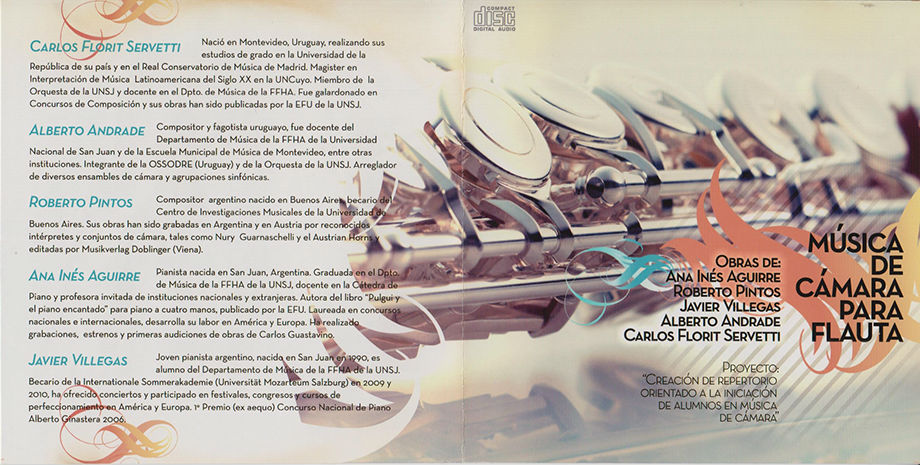 CARLOS FLORIT SERVETTI Nació en Montevideo, Uruguay, realizando sus
estudios de grado en la Universidad de la
República de su país y en el Real Conservatorio de Música de Madrid. Magister en
Interpretación de Música Latinoamericana del Siglo XX en la UNCuyo. Miembro de la
Orquesta de la UNSJ y docente en el Dpto. de Música de la FFHA. Fue galardonado en
Concursos de Composición y sus obras han sido publicadas por la EFU de la UNSJ.
ALBERTO ANDRADE Compositor y fagotista uruguayo, fue docente del
Departamento de Música de la FFHA de la Universidad
Nacional de San Juan y de la Escuela Municipal de Música de Montevideo, entre otras
instituciones. Integrante de la OSSODRE (Uruguay) y de la Orquesta de la UNSJ. Arreglador
de diversos ensambles de cámara y agrupaciones sinfónicas.
ROBERTO PINTOS Compositor argentino nacido en Buenos Aires, becario del
Centro de Investigaciones Musicales de la Universidad de
Buenos Aires. Sus obras han sido grabadas en Argentina y en Austria por reconocidos
intérpretes y conjuntos de cámara, tales como Nury Guarnaschelli y el Austrian Horns y
editadas por Musikverlag Doblinger (Viena).
ANA INÉS AGUIRRE Pianista nacida en San Juan, Argentina. Graduada en el Dpto.
de Música de la FFHA de la UNSJ, docente en la Cátedra de
Piano y profesora invitada de instituciones nacionales y extranjeras. Autora del libro "Pulgui y
el piano encantado" para piano a cuatro manos, publicado por la EFU. Laureada en concursos
nacionales e internacionales, desarrolla su labor en América y Europa. Ha realizado
grabaciones, estrenos y primeras audiciones de obras de Carlos Guastavino.
JAVIER VILLEGAS Joven pianista argentino, nacido en San Juan en 1990, es
alumno del Departamento de Música de la FFHA de la UNSJ.
Becario de la Internationale Sommerakademie (Universität Mozarteum Salzburg) en 2009 y
2010, ha ofrecido conciertos y participado en festivales, congresos y cursos de
perfeccionamiento en América y Europa. 1º Premio (ex aequo) Concurso Nacional de Piano
Alberto Ginastera 2006.
COMPACT
disc
DIGITAL AUDIO
MÚSICA
DE
CÁMARA
PARA
FLAUTA
OBRAS DE:
ANA INÉS AGUIRRE
ROBERTO PINTOS
JAVIER VILLEGAS
ALBERTO ANDRADE
CARLOS FLORIT SERVETTI
PROYECTO:
"CREACIÓN DE REPERTORIO
ORIENTADO A LA INICIACIÓN
DE ALUMNOS EN MÚSICA
DE CÁMARA"